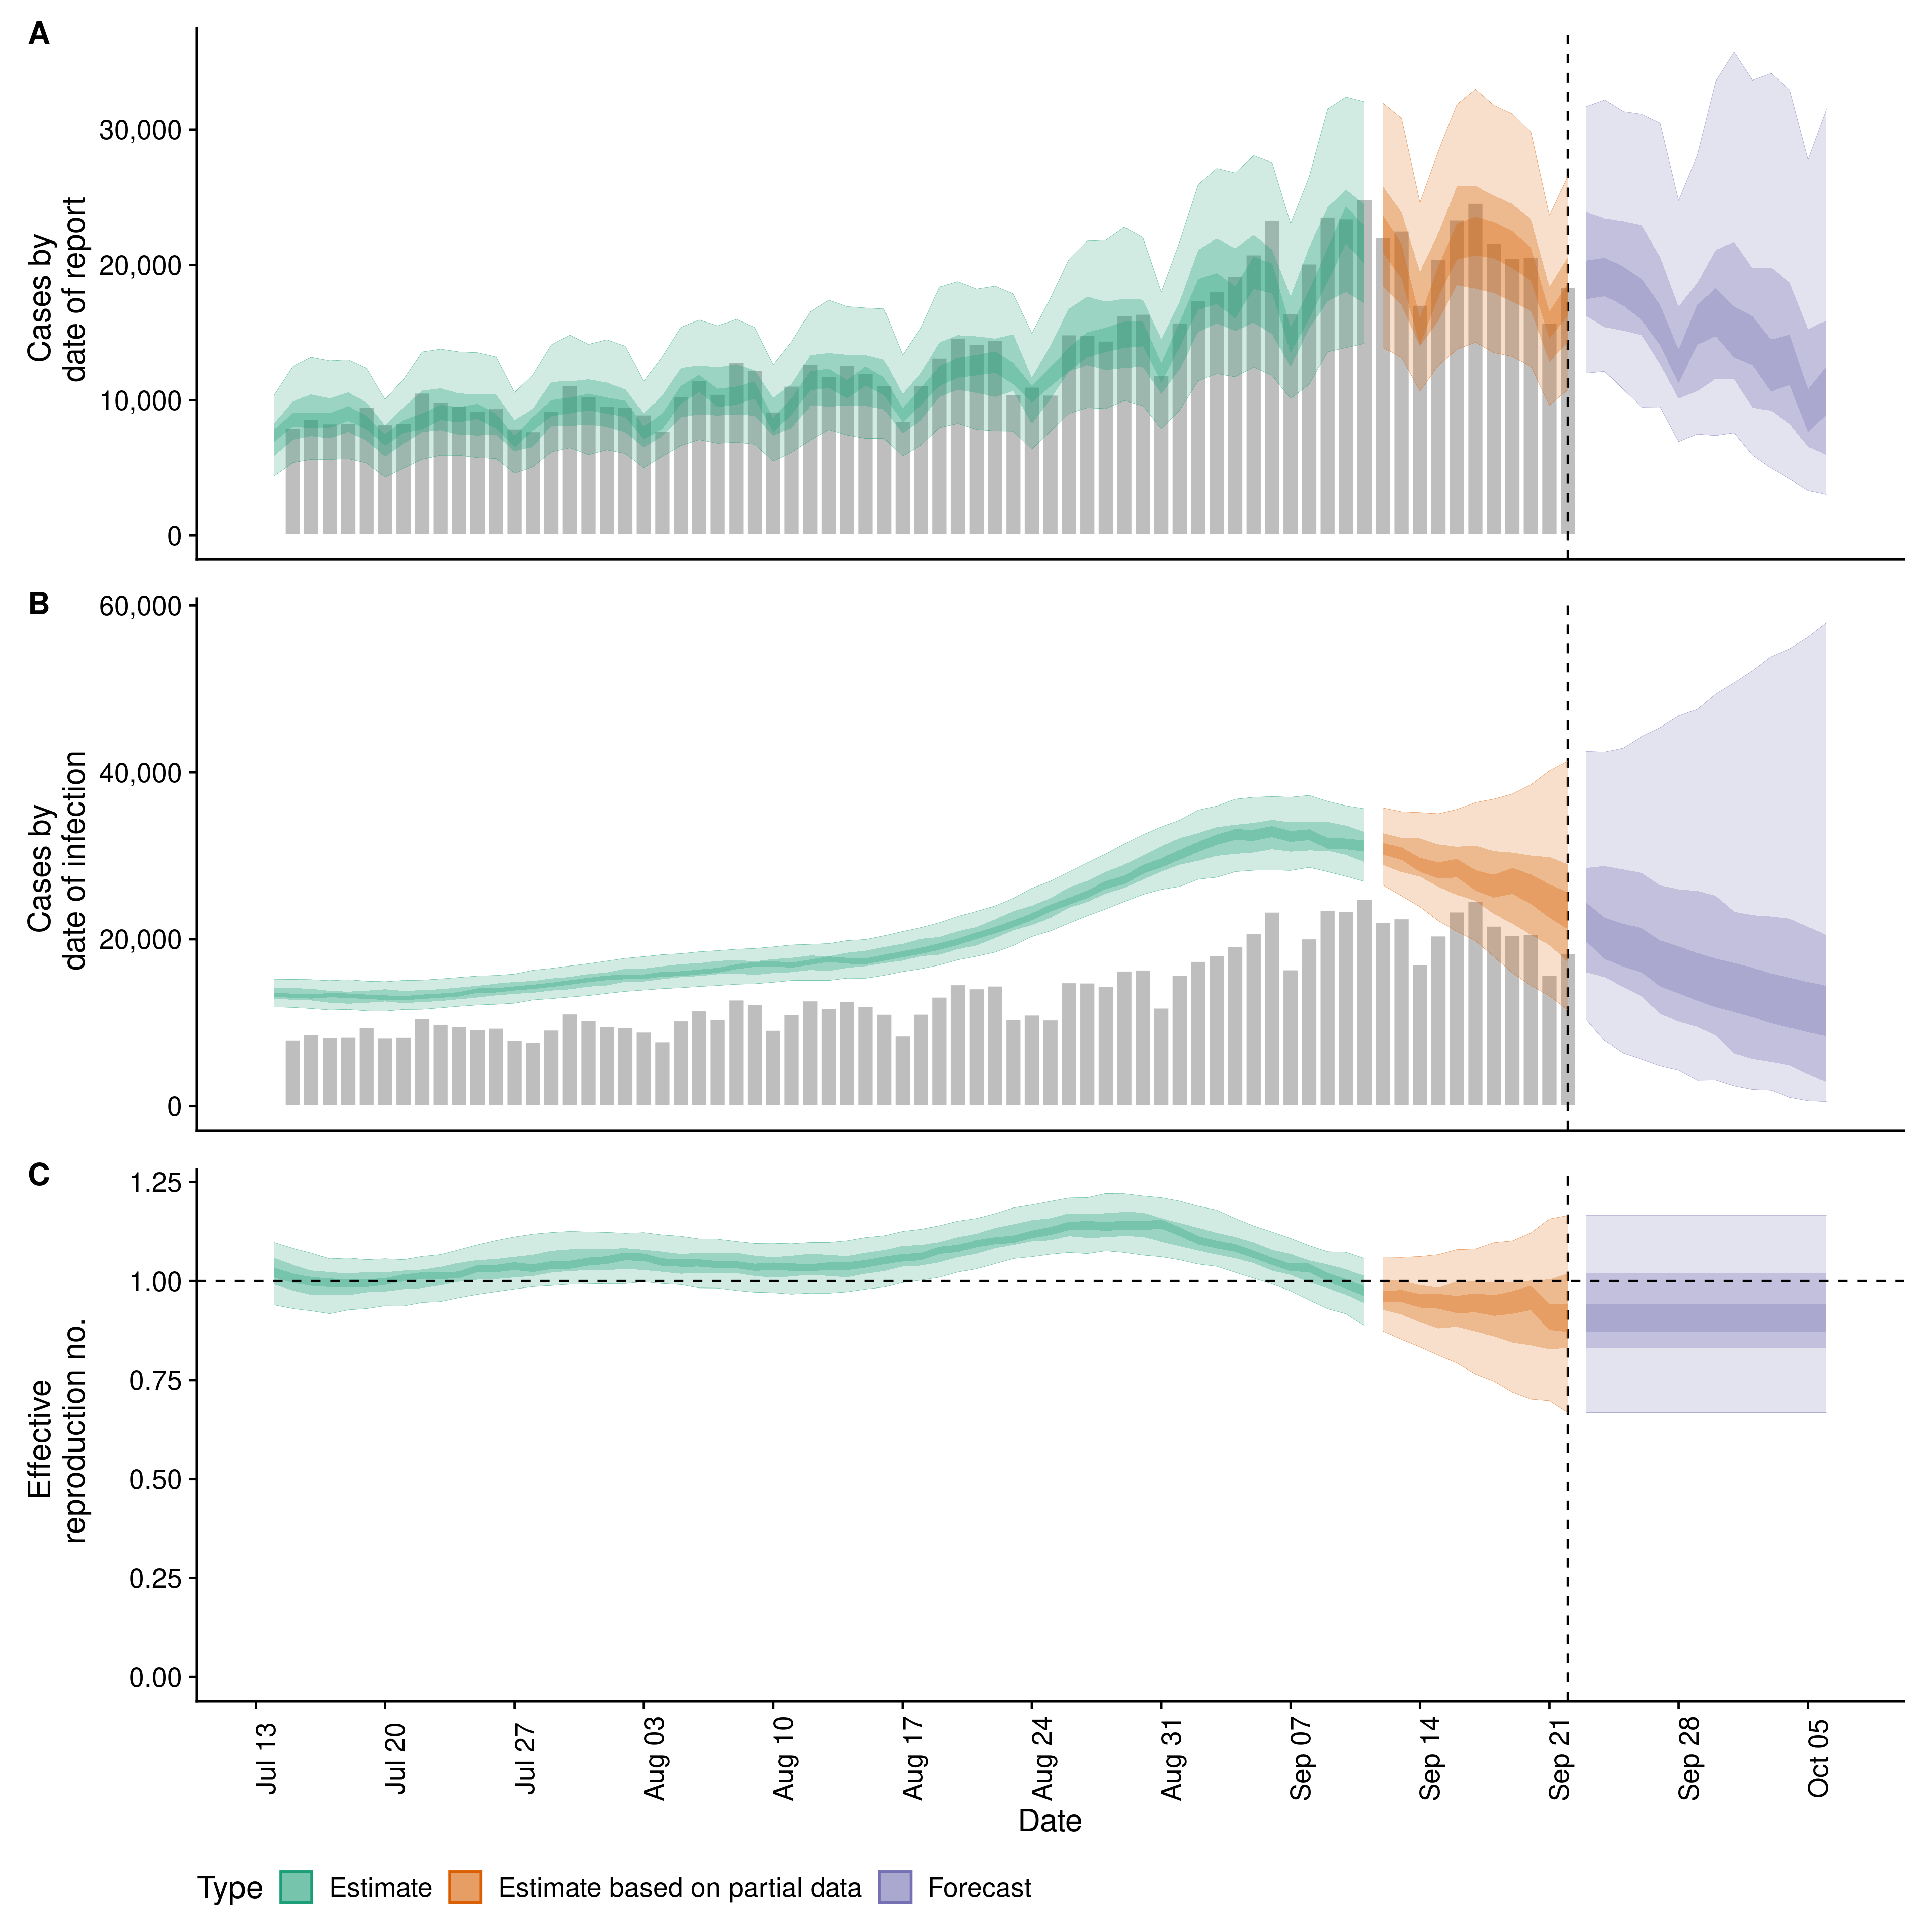 A
Cases by
date of report
30,000
20,000
10,000
0
B
Cases by
date of infection
60,000
40,000
20,000
0
C
Effective
reproduction no.
1.25
1.00
0.75
0.50
0.25
0.00
Jul 13
Jul 20
Jul 27
Aug 03
Aug 10
Aug 17
Aug 24
Aug 31
Sep 07
Sep 14
Sep 21
Sep 28
Oct 05
Date
Type Estimate Estimate based on partial data Forecast